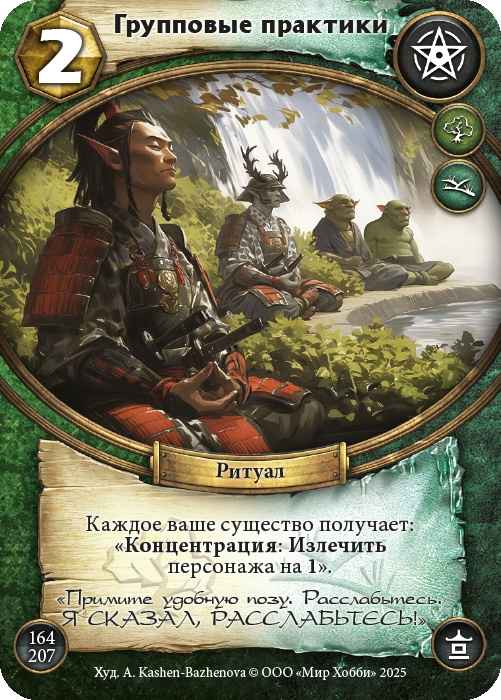 2
Групповые практики
Ритуал
Каждое ваше существо получает:
«Концентрация: Излечить
персонажа на 1».
«Примите удобную позу. Расслабьтесь.
Я СКАЗАЛ, РАССЛАБЬТЕСЬ!»
164
207
Худ. A. Kashen-Bazhenova © ООО «Мир Хобби» 2025